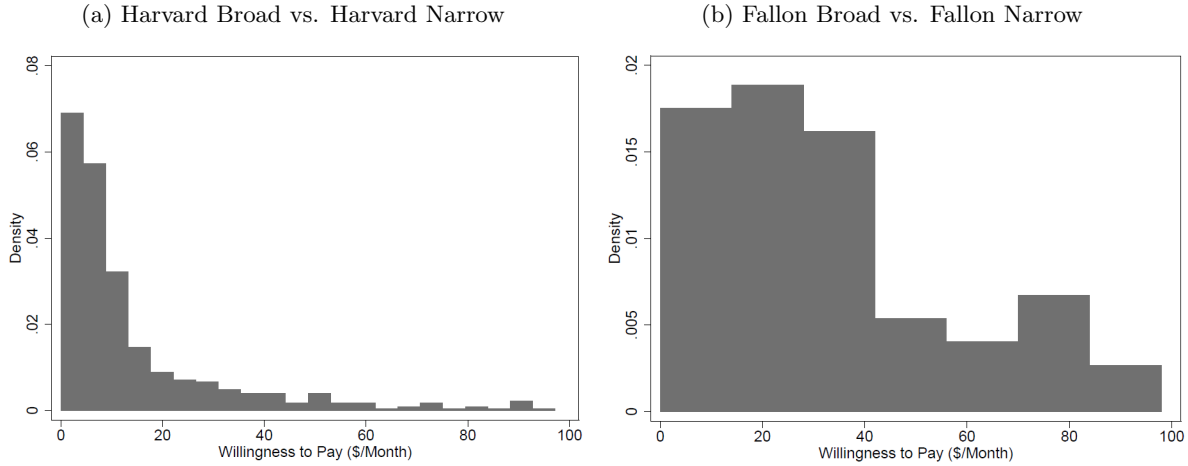 (a) Harvard Broad vs. Harvard Narrow
.08
.06
.04
.02
0
Density
0 20 40 60 80 100
Willingness to Pay ($/Month)
(b) Fallon Broad vs. Fallon Narrow
.02
.015
.01
.005
0
Density
0 20 40 60 80 100
Willingness to Pay ($/Month)